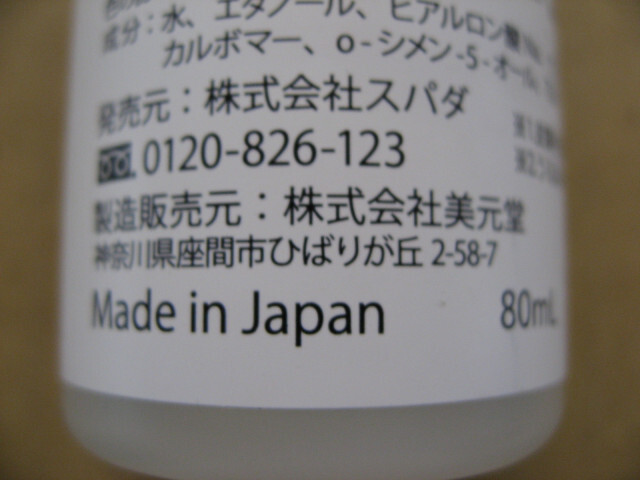 成分：水、エタノール、ヒアルロン酸Na
カルボマー、o-シメン-5-オール、
発売元：株式会社スパダ
0120-826-123
製造販売元：株式会社美元堂
神奈川県座間市ひばりが丘 2-58-7
Made in Japan
80mL